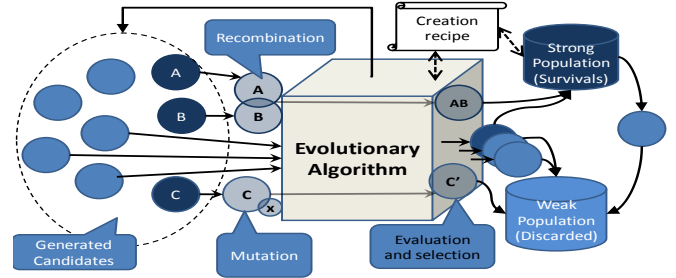 Creation
recipe
Recombination
Strong
Population
(Survivals)
A
A
B
B
AB
Evolutionary
Algorithm
C
C
x
C’
Weak
Population
(Discarded)
Generated
Candidates
Mutation
Evaluation
and selection